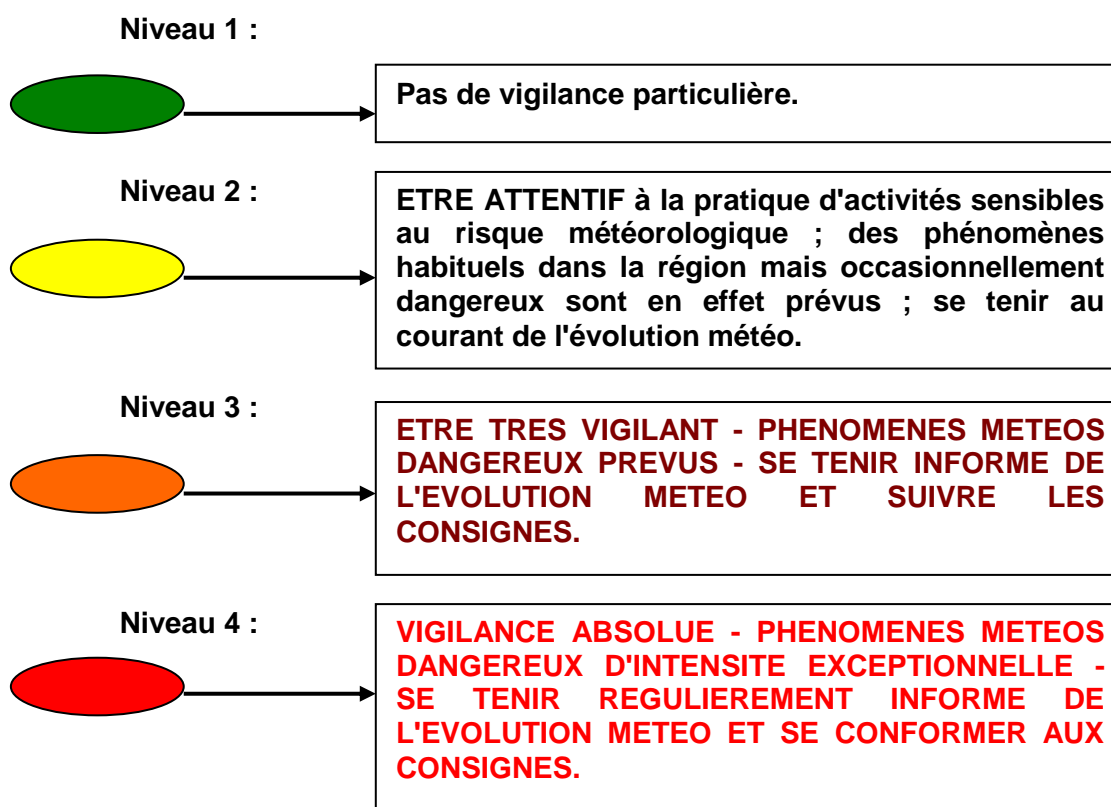 Niveau 1 :
Pas de vigilance particulière.
Niveau 2 :
ETRE ATTENTIF à la pratique d'activités sensibles
au risque météorologique ; des phénomènes
habituels dans la région mais occasionnellement
dangereux sont en effet prévus ; se tenir au
courant de l'évolution météo.
Niveau 3 :
ETRE TRES VIGILANT - PHENOMENES METEOS
DANGEREUX PREVUS - SE TENIR INFORME DE
L'EVOLUTION METEO ET SUIVRE LES
CONSIGNES.
Niveau 4 :
VIGILANCE ABSOLUE - PHENOMENES METEOS
DANGEREUX D'INTENSITE EXCEPTIONNELLE -
SE TENIR REGULIEREMENT INFORME DE
L'EVOLUTION METEO ET SE CONFORMER AUX
CONSIGNES.